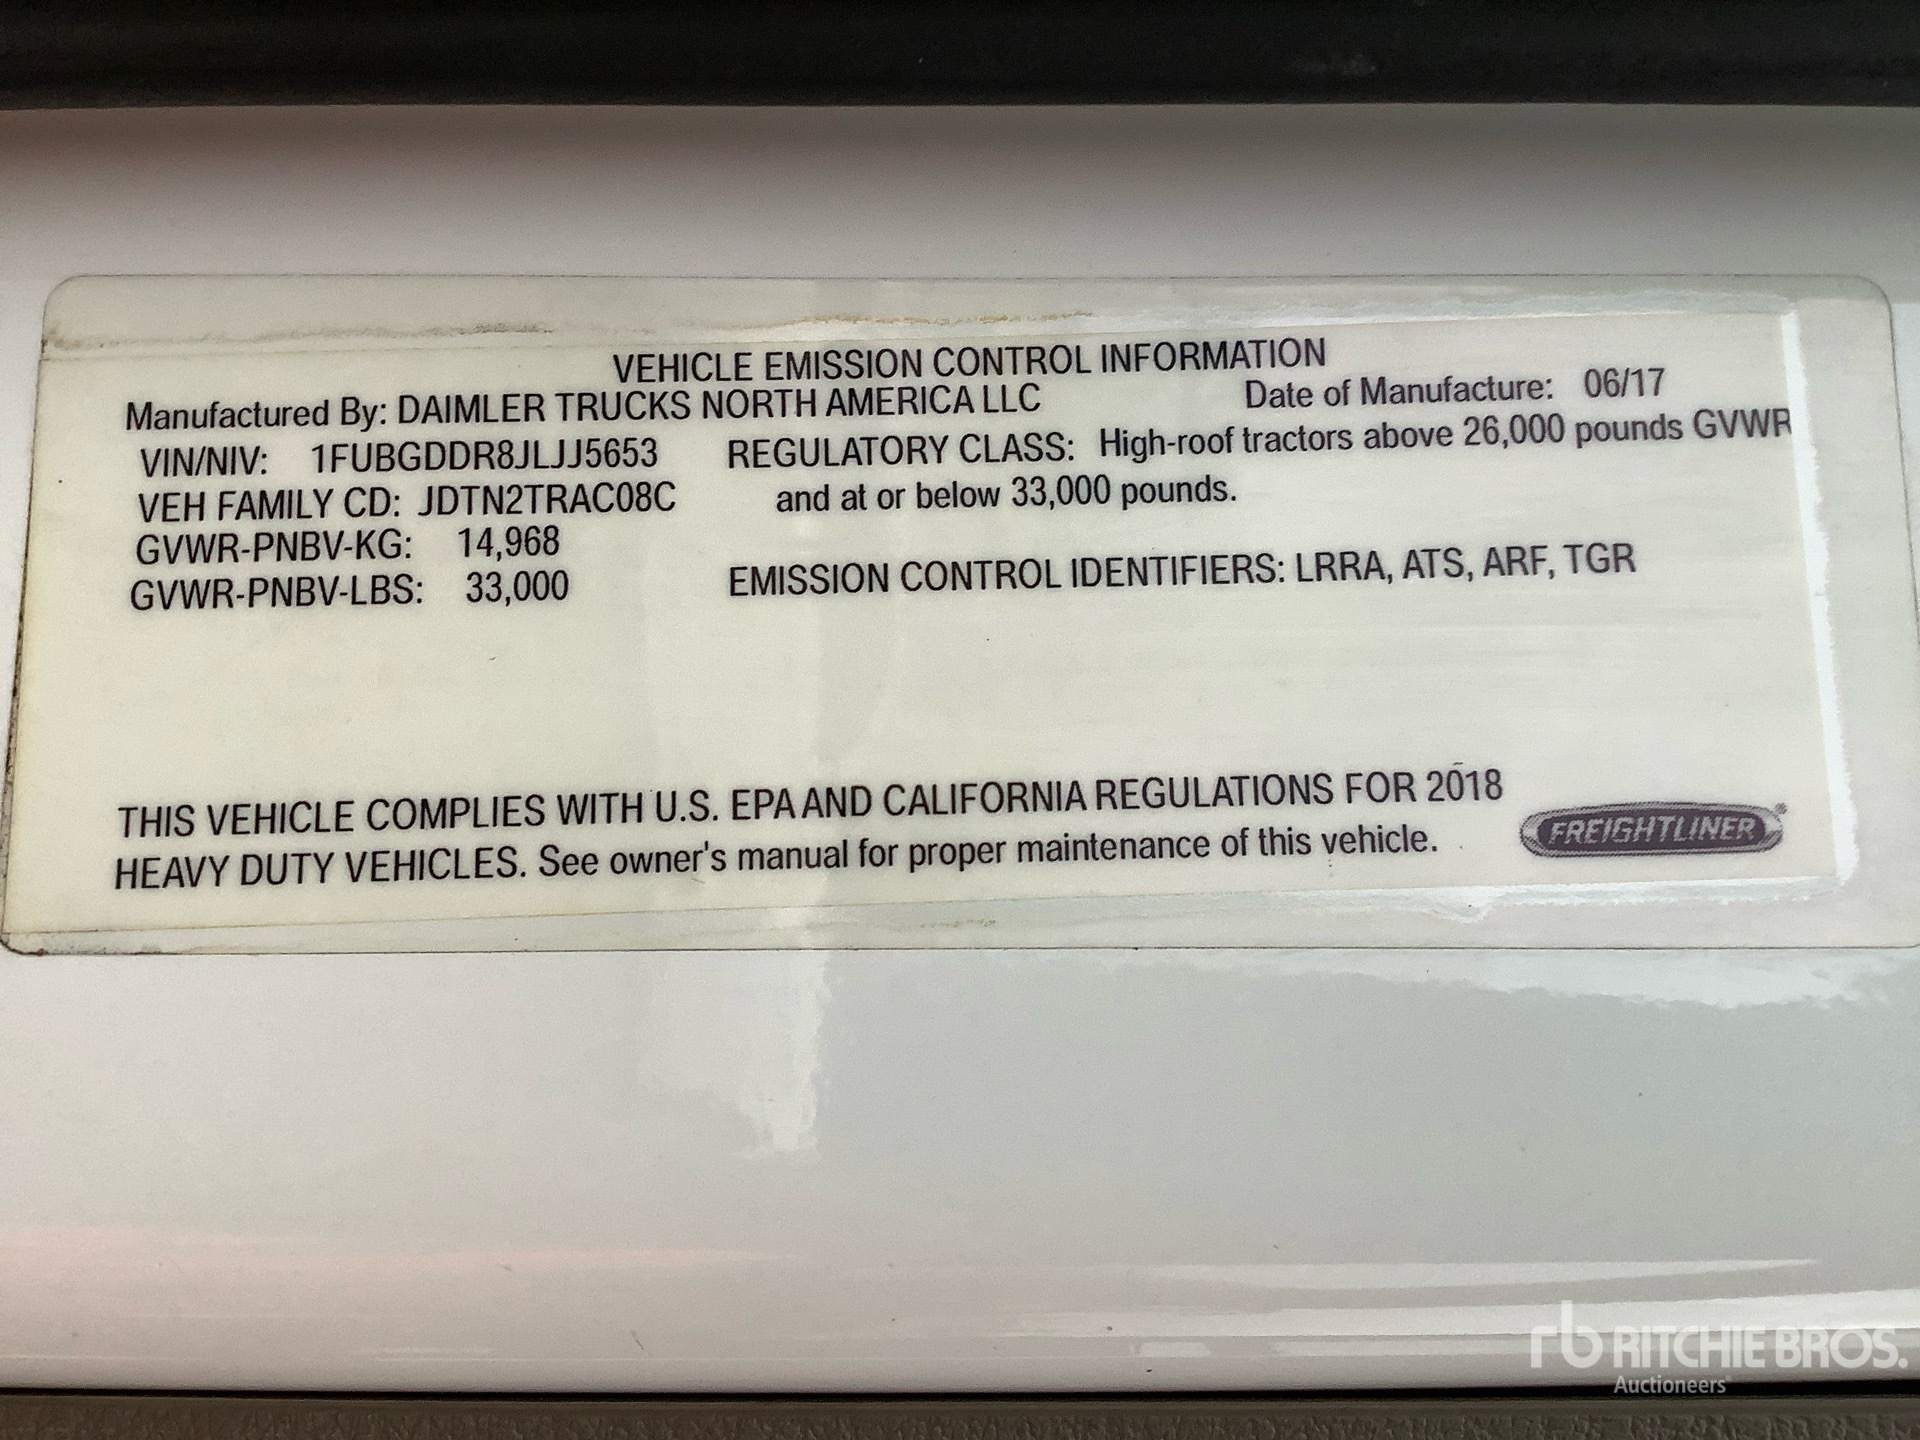 VEHICLE EMISSION CONTROL INFORMATION
Manufactured By: DAIMLER TRUCKS NORTH AMERICA LLC Date of Manufacture: 06/17
VIN/NIV: 1FUBGDDR8JLJJ5653 REGULATORY CLASS: High-roof tractors above 26,000 pounds GVWR
VEH FAMILY CD: JDTN2TRAC08C and at or below 33,000 pounds.
GVWR-PNBV-KG: 14,968
GVWR-PNBV-LBS: 33,000 EMISSION CONTROL IDENTIFIERS: LRRA, ATS, ARF, TGR
THIS VEHICLE COMPLIES WITH U.S. EPA AND CALIFORNIA REGULATIONS FOR 2018
HEAVY DUTY VEHICLES. See owner's manual for proper maintenance of this vehicle.
FREIGHTLINER®
rb RITCHIE BROS.
Auctioneers